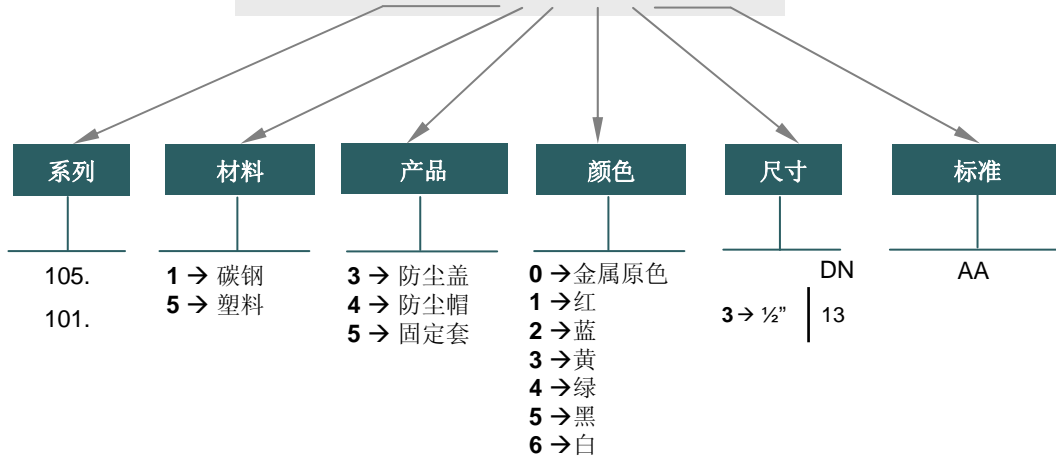 系列
材料
产品
颜色
尺寸
标准
105.
101.
1 → 碳钢
5 → 塑料
3 → 防尘盖
4 → 防尘帽
5 → 固定套
0 →金属原色
1 →红
2 →蓝
3 →黄
4 →绿
5 →黑
6 →白
DN
3 → ½” 13
AA